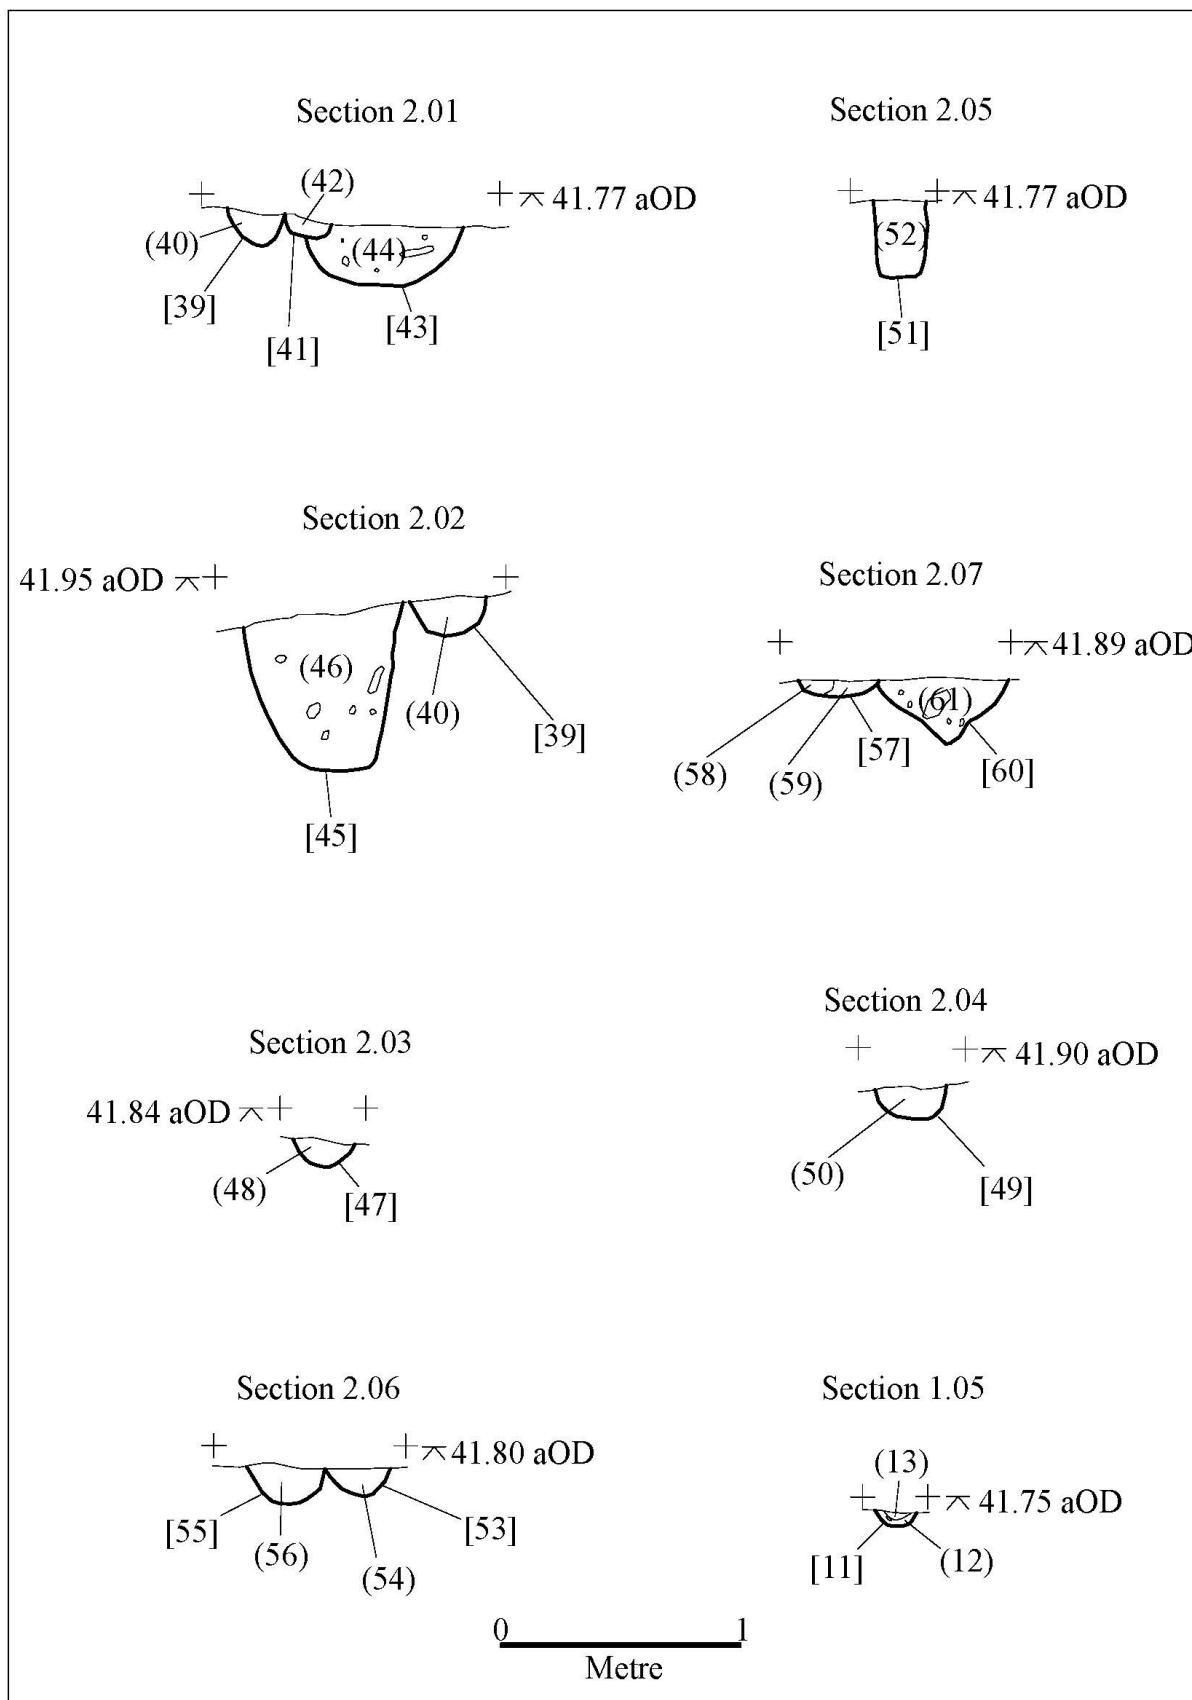 Section 2.01
(42)
41.77 aOD
(40)
(44)
[39]
[41]
[43]
Section 2.05
41.77 aOD
(52)
[51]
Section 2.02
41.95 aOD
(46)
(40)
[39]
[45]
Section 2.07
41.89 aOD
(61)
(58)
(59)
[57]
[60]
Section 2.03
41.84 aOD
(48)
[47]
Section 2.04
41.90 aOD
(50)
[49]
Section 2.06
41.80 aOD
[55]
(56)
(54)
[53]
Section 1.05
(13)
41.75 aOD
[11]
(12)
0 1
Metre